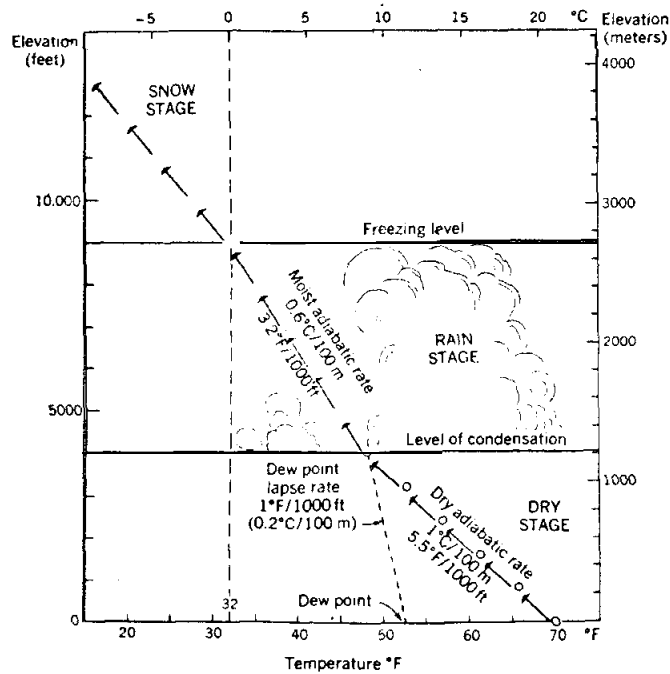 -5 0 5 10 15 20 °C
Elevation
(feet)
Elevation
(meters)
4000
SNOW
STAGE
10.000
3000
Freezing level
Moist adiabatic rate
0.6°C/100 m
3.2°F/1000 ft
RAIN
STAGE
2000
5000
Level of condensation
Dew point
lapse rate
1°F/1000 ft
(0.2°C/100 m)
1000
Dry adiabatic rate
1°C/100 m
5.5°F/1000 ft
DRY
STAGE
32
Dew point
0
0
20 30 40 50 60 70 °F
Temperature °F